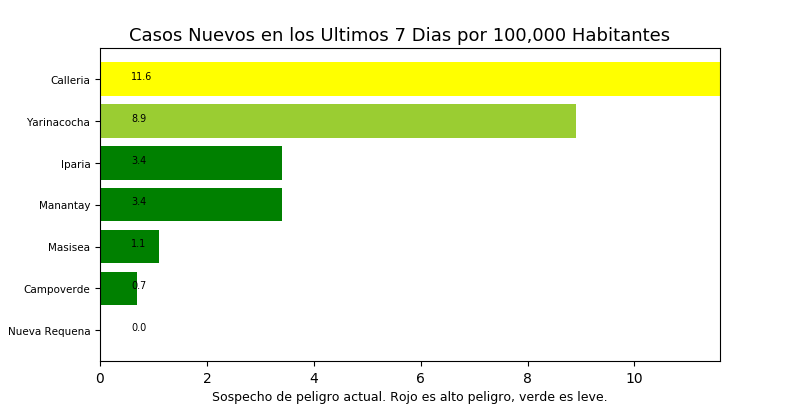 Casos Nuevos en los Ultimos 7 Dias por 100,000 Habitantes
Calleria 11.6
Yarinacocha 8.9
Iparia 3.4
Manantay 3.4
Masisea 1.1
Campoverde 0.7
Nueva Requena 0.0
0 2 4 6 8 10
Sospecho de peligro actual. Rojo es alto peligro, verde es leve.